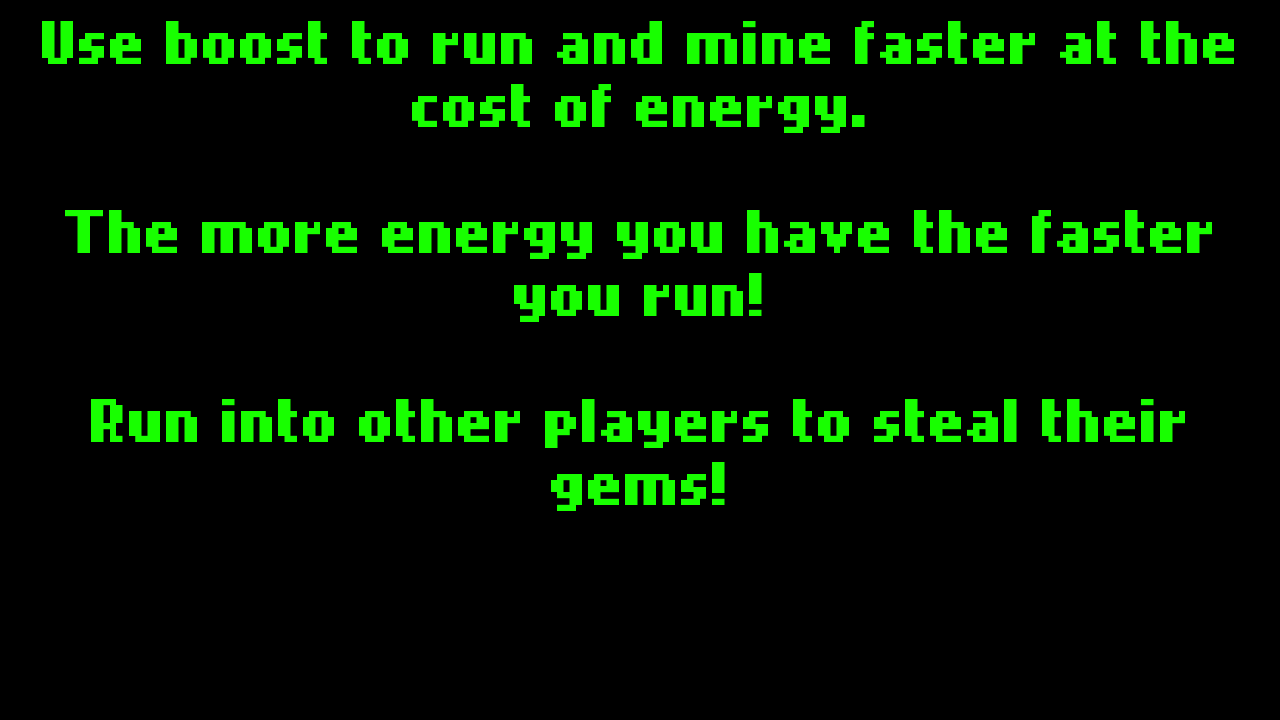 Use boost to run and mine faster at the
cost of energy.
The more energy you have the faster
you run!
Run into other players to steal their
gems!